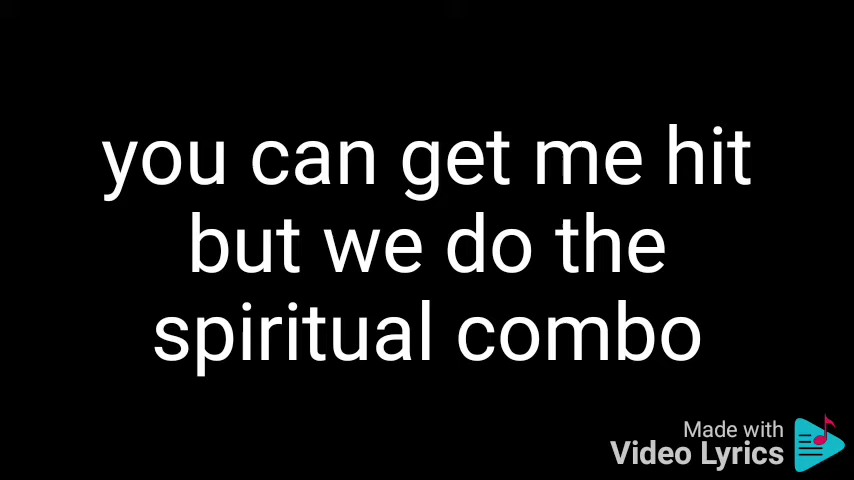 you can get me hit
but we do the
spiritual combo
Made with
Video Lyrics